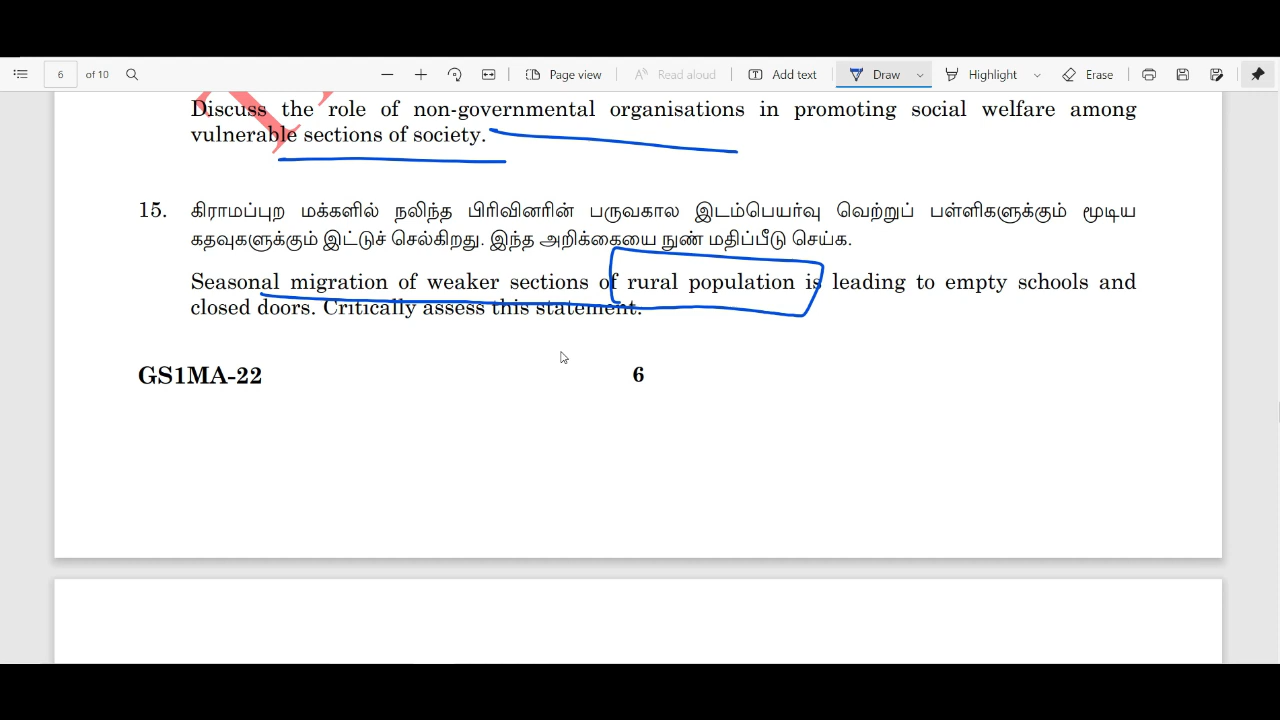 6 of 10 Page view Read aloud Add text Draw Highlight Erase
Discuss the role of non-governmental organisations in promoting social welfare among
vulnerable sections of society.
15. கிராமப்புற மக்களில் நலிந்த பிரிவினரின் பருவகால இடம்பெயர்வு வெற்றுப் பள்ளிகளுக்கும் மூடிய
கதவுகளுக்கும் இட்டுச் செல்கிறது. இந்த அறிக்கையை நுண் மதிப்பீடு செய்க.
Seasonal migration of weaker sections of rural population is leading to empty schools and
closed doors. Critically assess this statement.
GS1MA-22 6